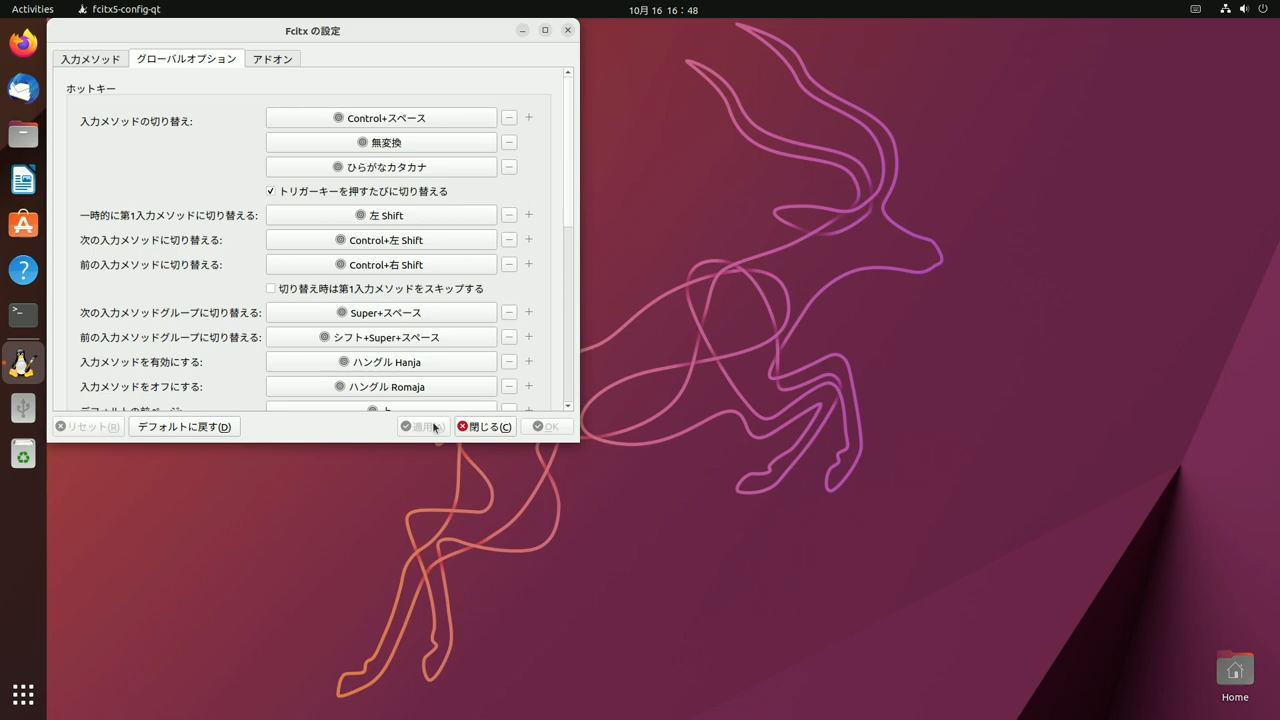 Activities fcitx5-config-qt 10月 16 16：48
Fcitx の設定
入力メソッド グローバルオプション アドオン
ホットキー
入力メソッドの切り替え: Control+スペース
無変換
ひらがなカタカナ
トリガーキーを押すたびに切り替える
一時的に第1入力メソッドに切り替える: 左 Shift
次の入力メソッドに切り替える: Control+左 Shift
前の入力メソッドに切り替える: Control+右 Shift
切り替え時は第1入力メソッドをスキップする
次の入力メソッドグループに切り替える: Super+スペース
前の入力メソッドグループに切り替える: シフト+Super+スペース
入力メソッドを有効にする: ハングル Hanja
入力メソッドをオフにする: ハングル Romaja
デフォルトの前ページ: 上
リセット(R) デフォルトに戻す(D) 適用 閉じる(C) OK
Home